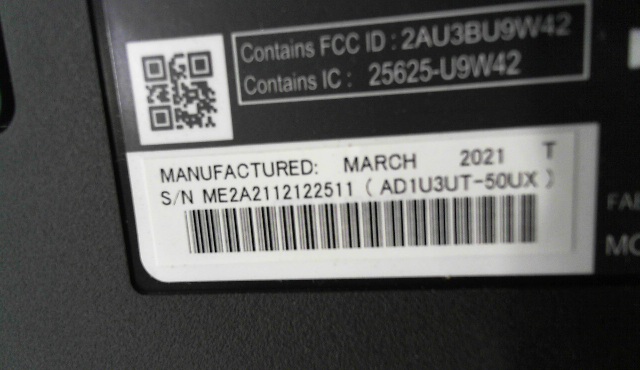 Contains FCC ID : 2AU3BU9W42
Contains IC : 25625-U9W42
MANUFACTURED: MARCH 2021 T
S/N ME2A2112122511 ( AD1U3UT-50UX )